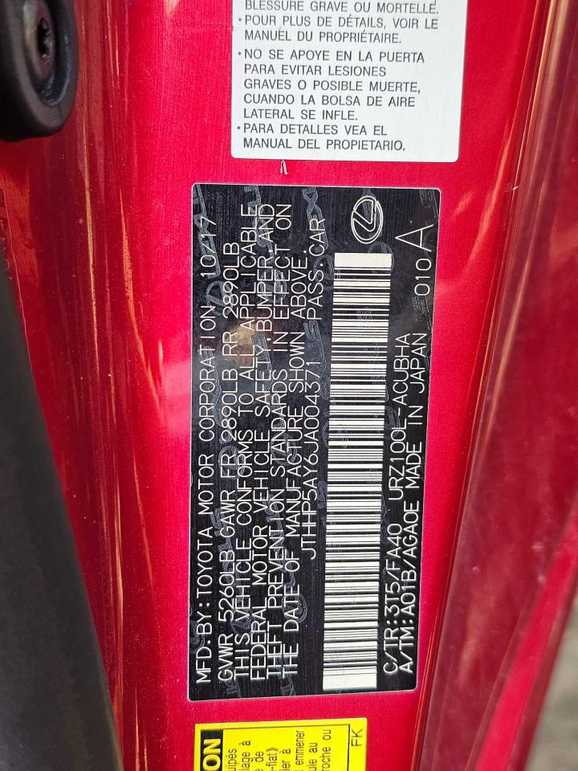 BLESSURE GRAVE OU MORTELLE.
•POUR PLUS DE DÉTAILS, VOIR LE
MANUEL DU PROPRIÉTAIRE.
•NO SE APOYE EN LA PUERTA
PARA EVITAR LESIONES
GRAVES O POSIBLE MUERTE,
CUANDO LA BOLSA DE AIRE
LATERAL SE INFLE.
•PARA DETALLES VEA EL
MANUAL DEL PROPIETARIO.
MFD.BY:TOYOTA MOTOR CORPORATION 10/17
GVWR 5260LB GAWR FR 2890LB RR 2890LB
THIS VEHICLE CONFORMS TO ALL APPLICABLE
FEDERAL MOTOR VEHICLE SAFETY,BUMPER,AND
THEFT PREVENTION STANDARDS IN EFFECT ON
THE DATE OF MANUFACTURE SHOWN ABOVE.
JTHHP5AY6JA004371 PASS.CAR
C/TR:3T5/FA40 URZ100L-ACUBHA
A/TM:A01B/AGA0E MADE IN JAPAN
010
A
ION
FK